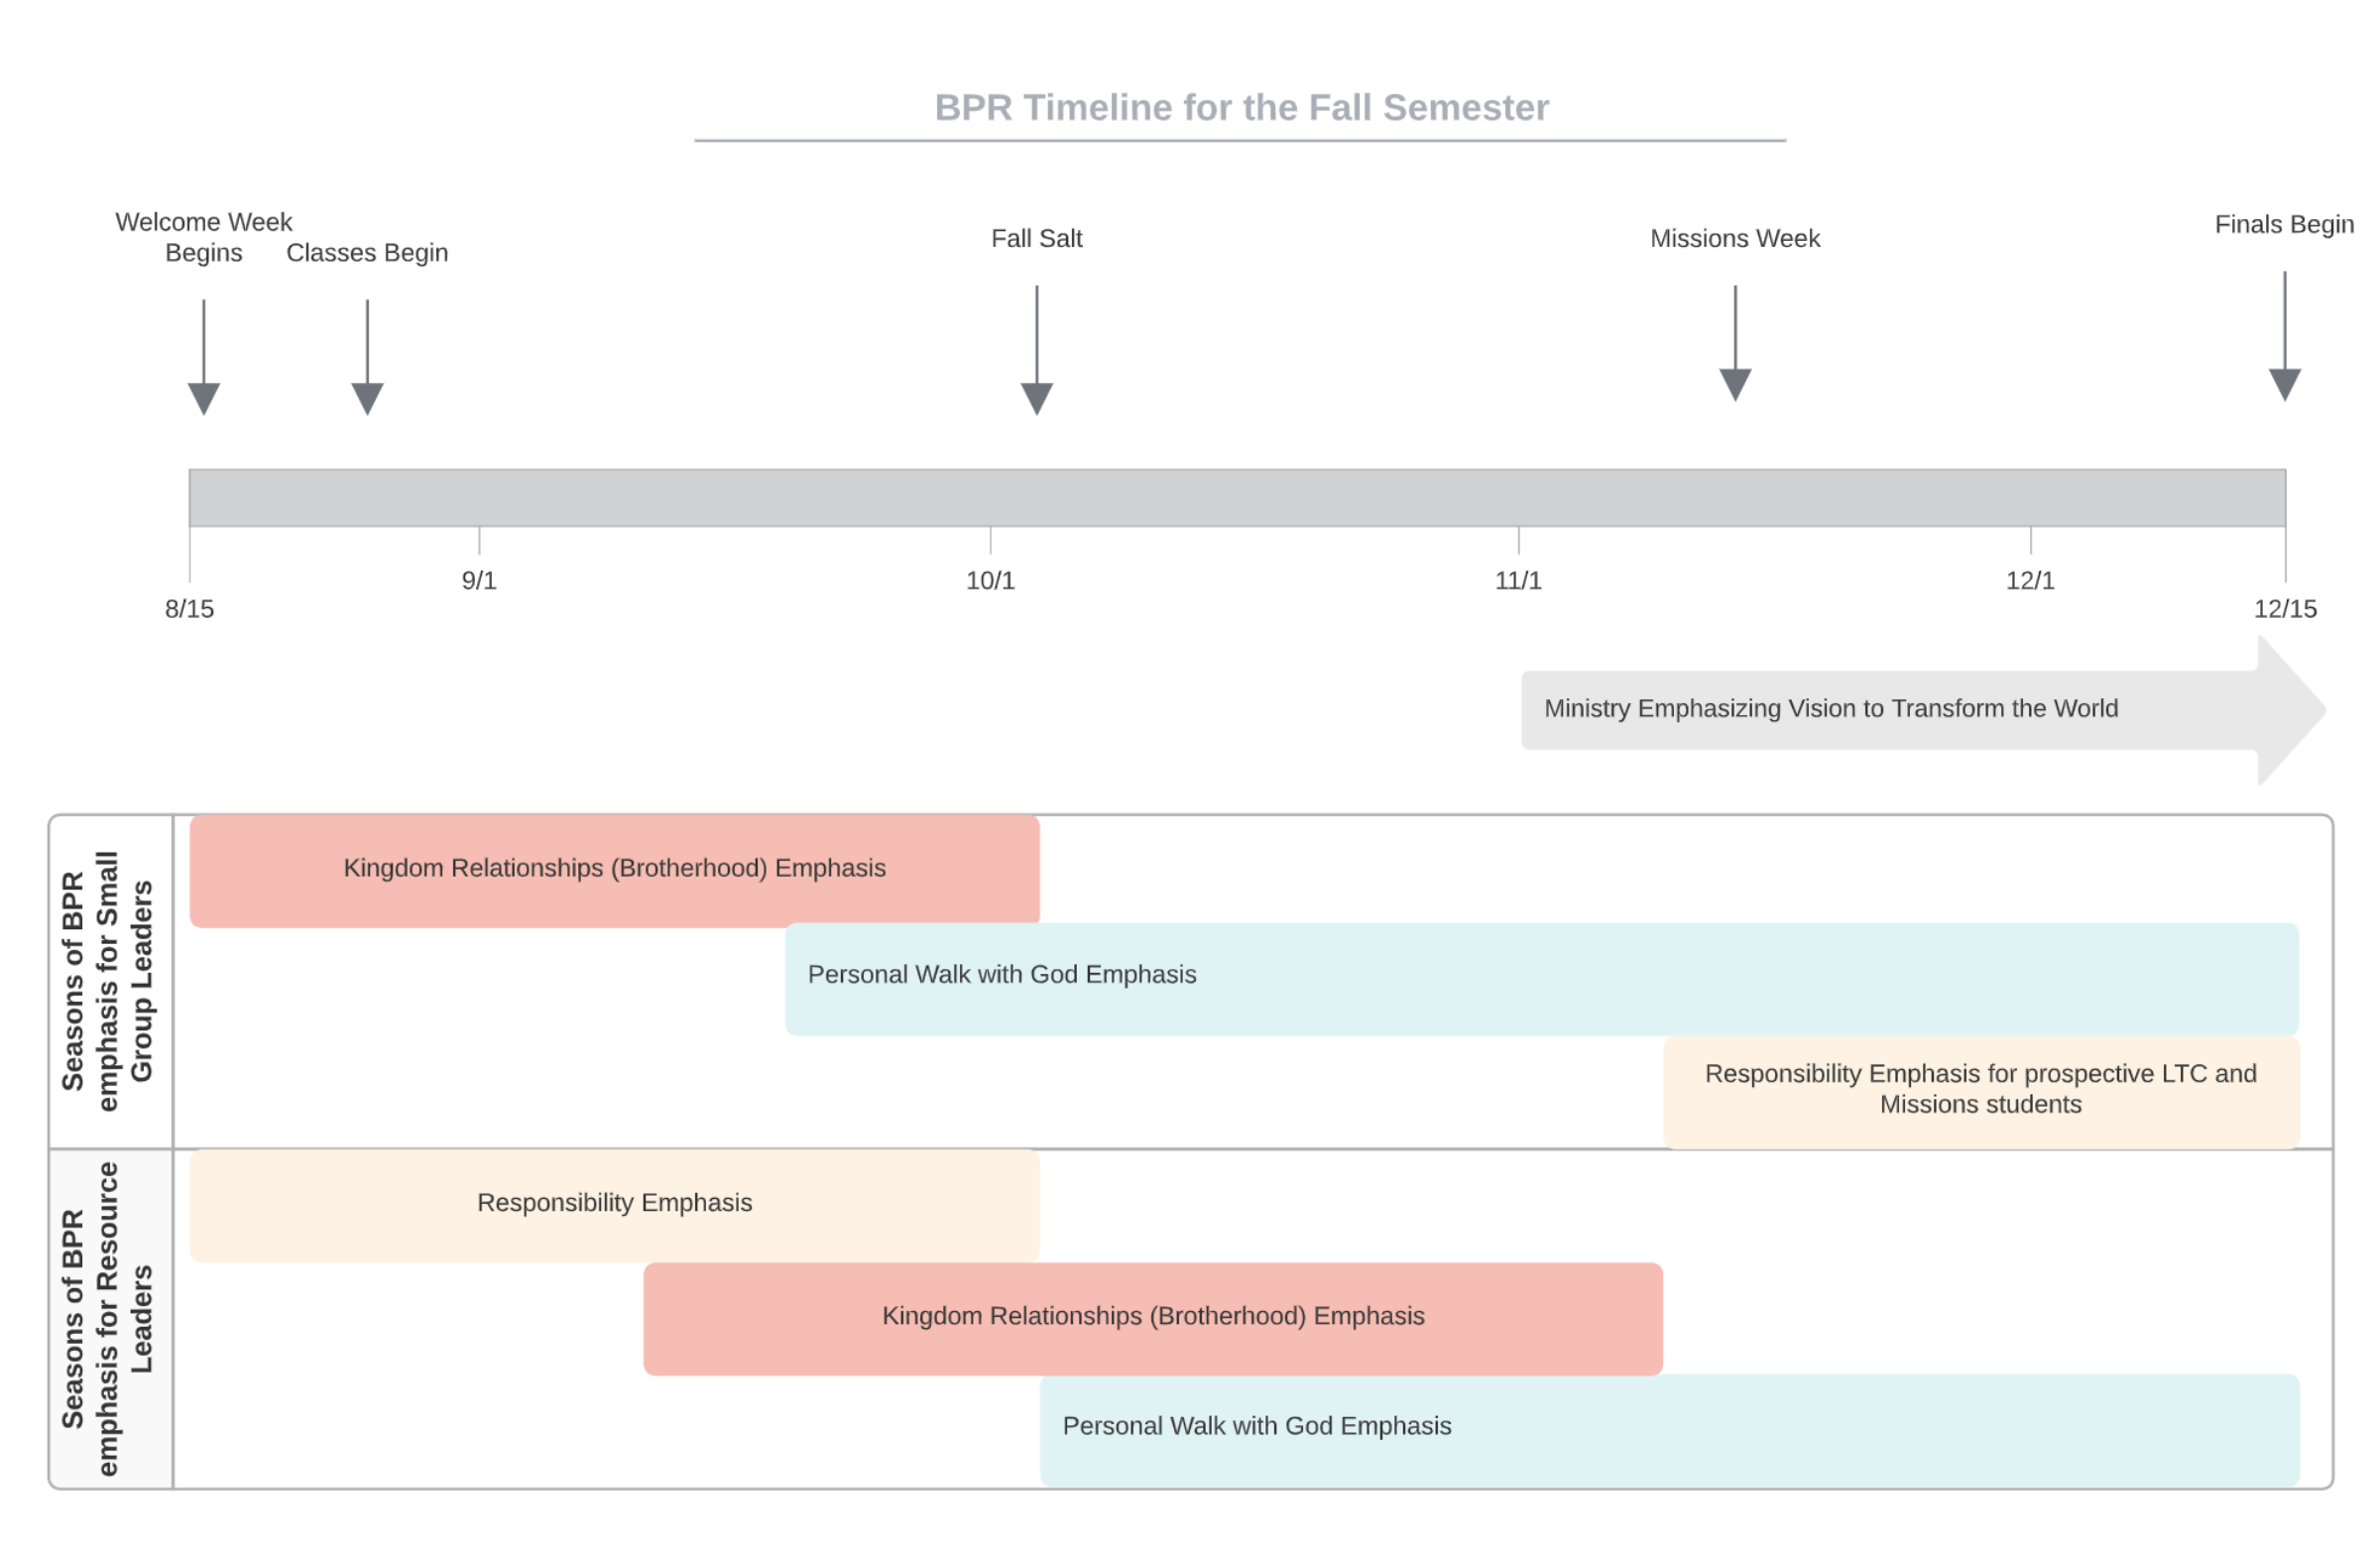 BPR Timeline for the Fall Semester
Welcome Week
Begins
Classes Begin
Fall Salt
Missions Week
Finals Begin
8/15
9/1
10/1
11/1
12/1
12/15
Ministry Emphasizing Vision to Transform the World
Seasons of BPR
emphasis for Small
Group Leaders
Kingdom Relationships (Brotherhood) Emphasis
Personal Walk with God Emphasis
Responsibility Emphasis for prospective LTC and
Missions students
Seasons of BPR
emphasis for Resource
Leaders
Responsibility Emphasis
Kingdom Relationships (Brotherhood) Emphasis
Personal Walk with God Emphasis